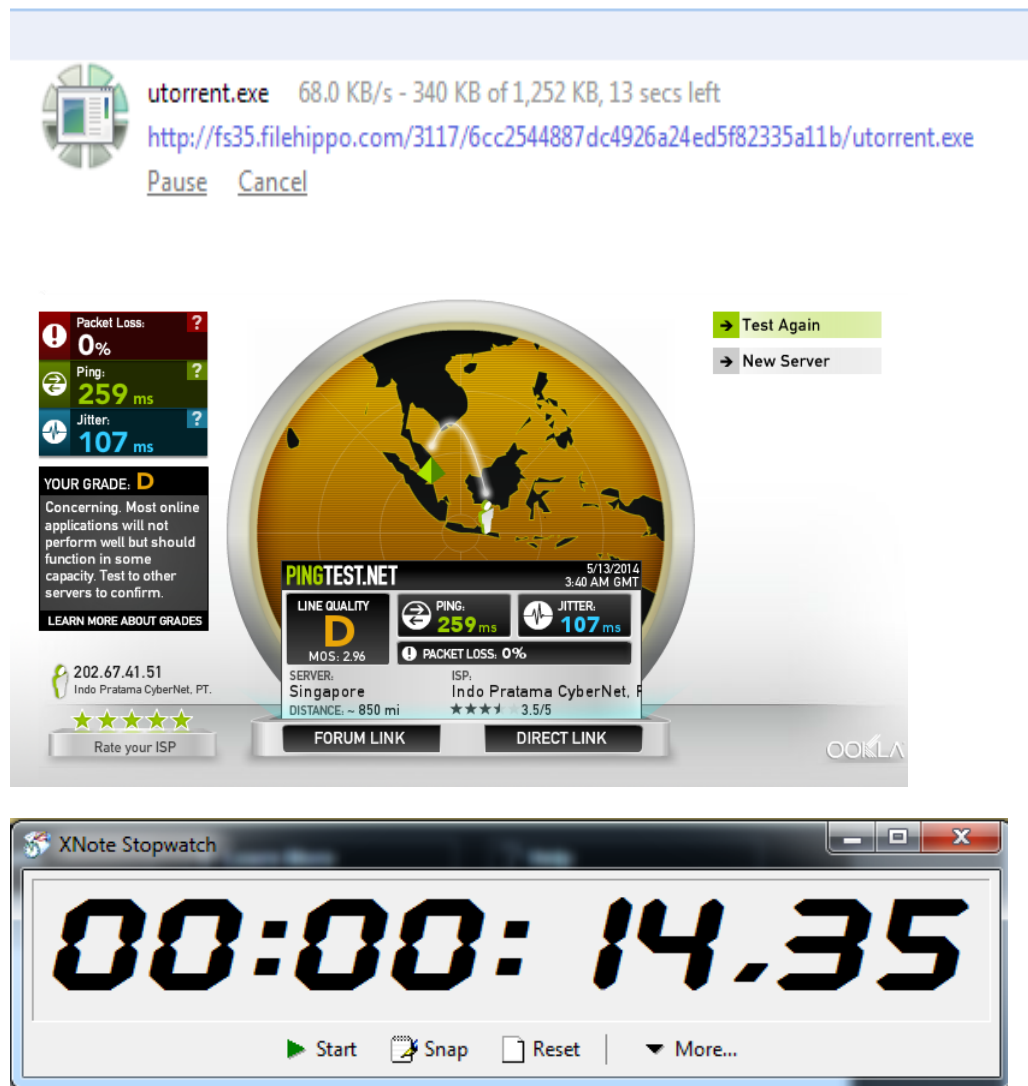 utorrent.exe 68.0 KB/s - 340 KB of 1,252 KB, 13 secs left
http://fs35.filehippo.com/3117/6cc2544887dc4926a24ed5f82335a11b/utorrent.exe
Pause Cancel
Packet Loss: ?
0%
Ping: ?
259 ms
Jitter: ?
107 ms
YOUR GRADE: D
Concerning. Most online
applications will not
perform well but should
function in some
capacity. Test to other
servers to confirm.
LEARN MORE ABOUT GRADES
202.67.41.51
Indo Pratama CyberNet, PT.
Rate your ISP
PINGTEST.NET
5/13/2014
3:40 AM GMT
LINE QUALITY
D
MOS: 2.96
PING:
259 ms
JITTER:
107 ms
PACKET LOSS: 0%
SERVER:
Singapore
DISTANCE: ~ 850 mi
ISP:
Indo Pratama CyberNet,
3.5/5
FORUM LINK DIRECT LINK
Test Again
New Server
OOKLA
XNote Stopwatch
00:00:14.35
Start Snap Reset More...